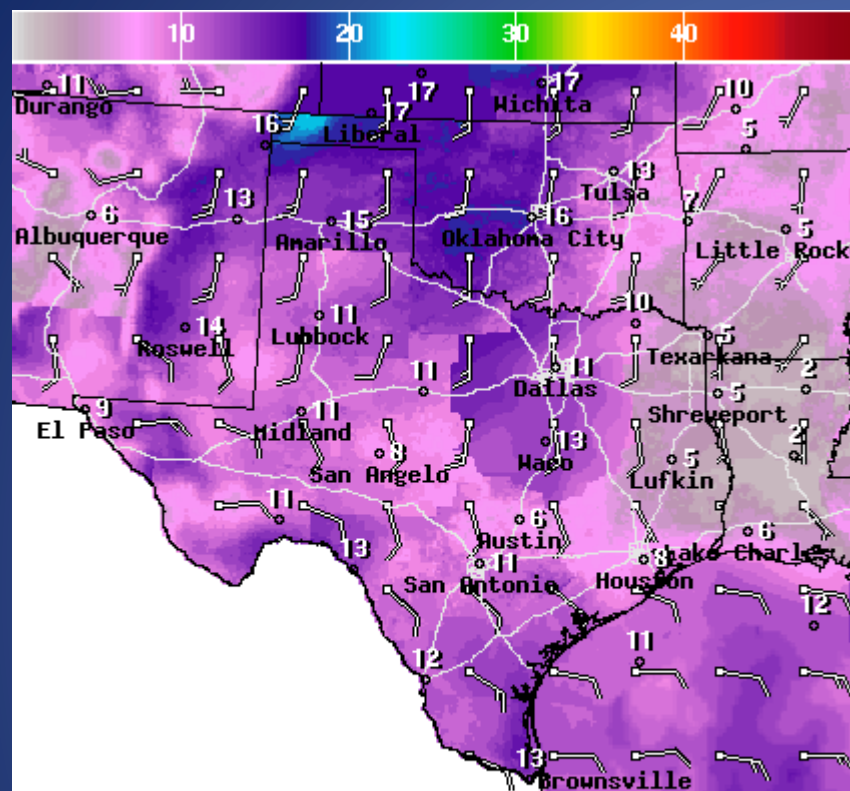 10 20 30 40
11 17 17 10
Durango Wichita
17
Liberal
16 5
13
Tulsa
6 13 15 16 7 5
Albuquerque Amarillo Oklahoma City Little Rock
14 11 10
Roswell Lubbock Texarkana 5
11 11 5 2
Dallas
9 11 Shreveport
El Paso Midland
8 13 5 2
San Angelo Waco Lufkin
11 6 6
Austin Lake Charles
13 11 8
San Antonio Houston
12
11
12
13
Brownsville